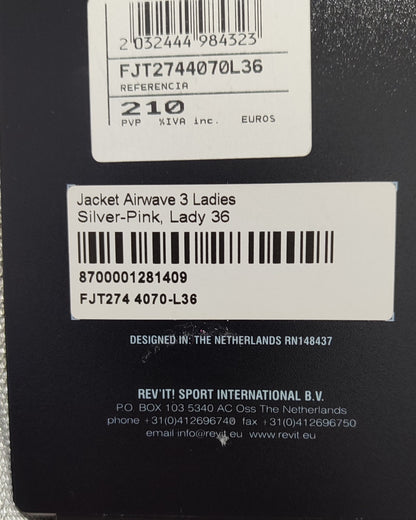 2 032444 984323
FJT2744070L36
REFERENCIA
210
PVP %IVA inc. EUROS
Jacket Airwave 3 Ladies
Silver-Pink, Lady 36
8700001281409
FJT274 4070-L36
DESIGNED IN: THE NETHERLANDS RN148437
REV'IT! SPORT INTERNATIONAL B.V.
P.O. BOX 103 5340 AC Oss The Netherlands
phone +31(0)412696740 fax +31(0)412696750
email info@revit.eu www.revit.eu